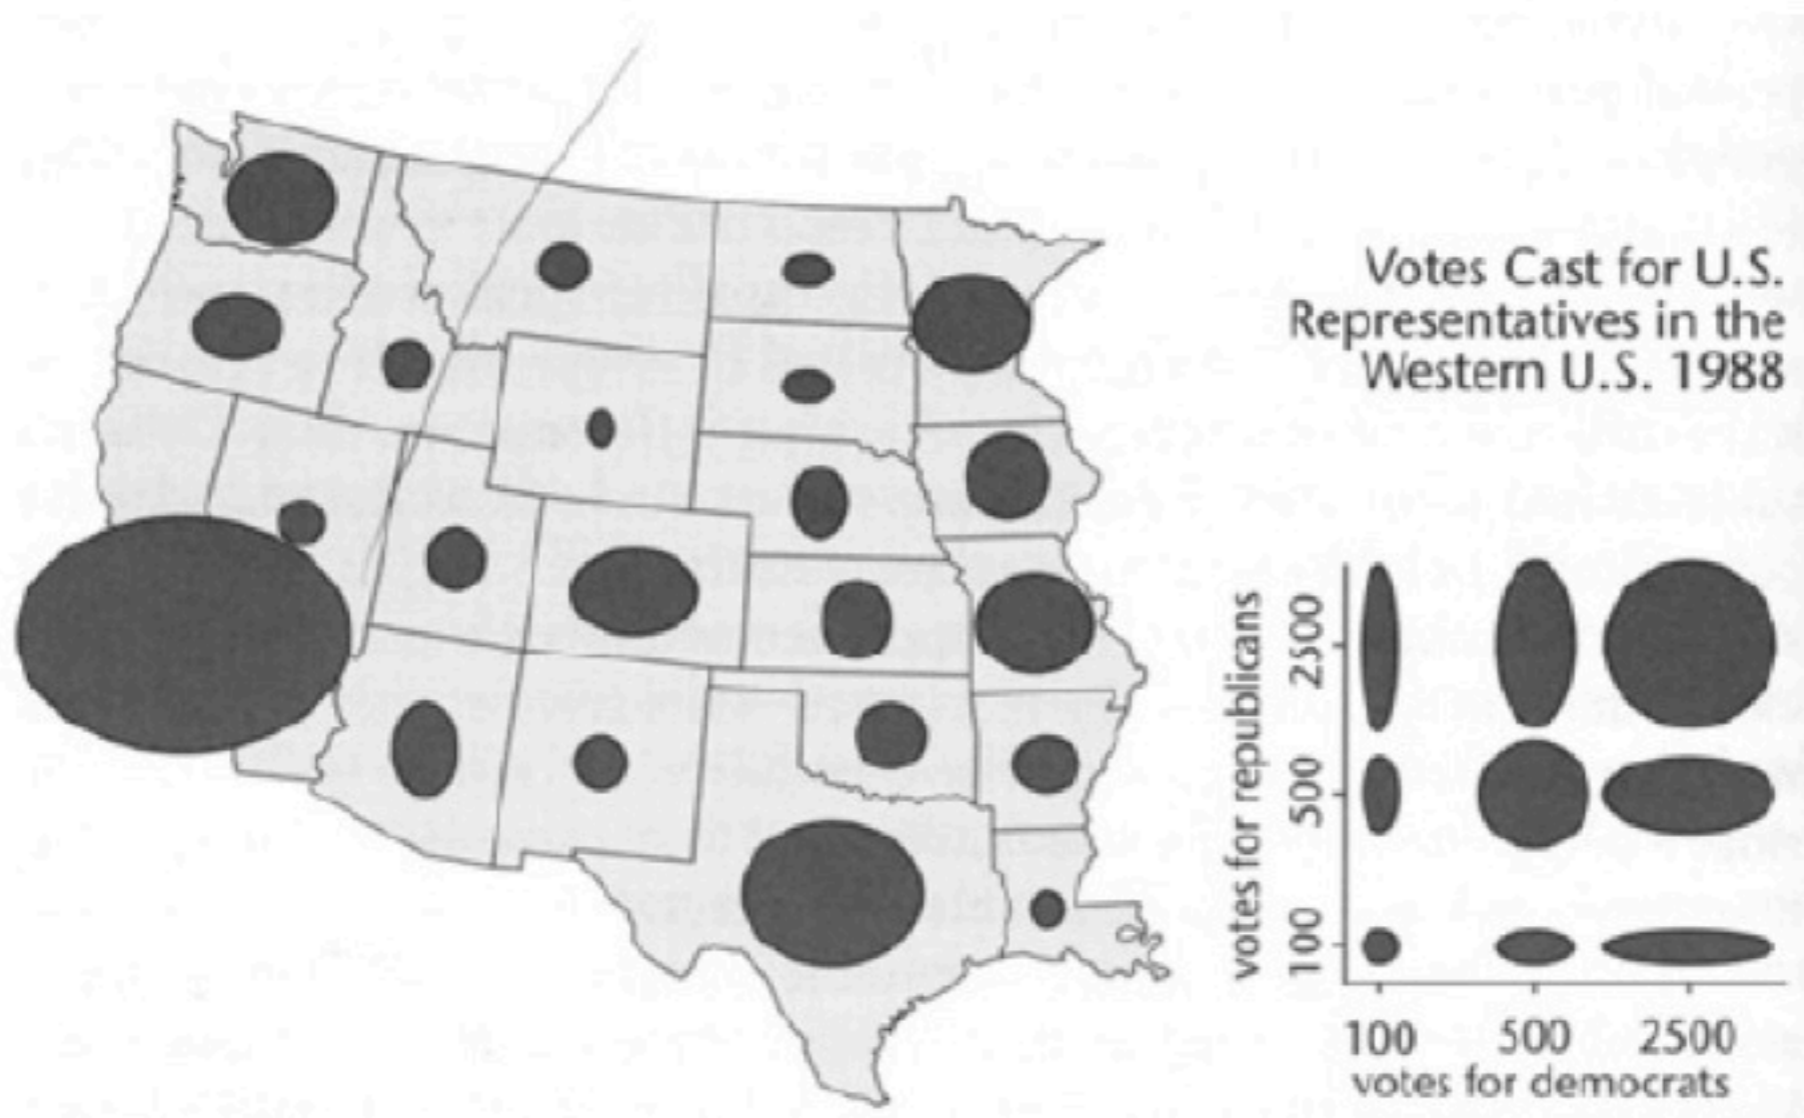 Votes Cast for U.S.
Representatives in the
Western U.S. 1988
votes for republicans
2500
500
100
100 500 2500
votes for democrats